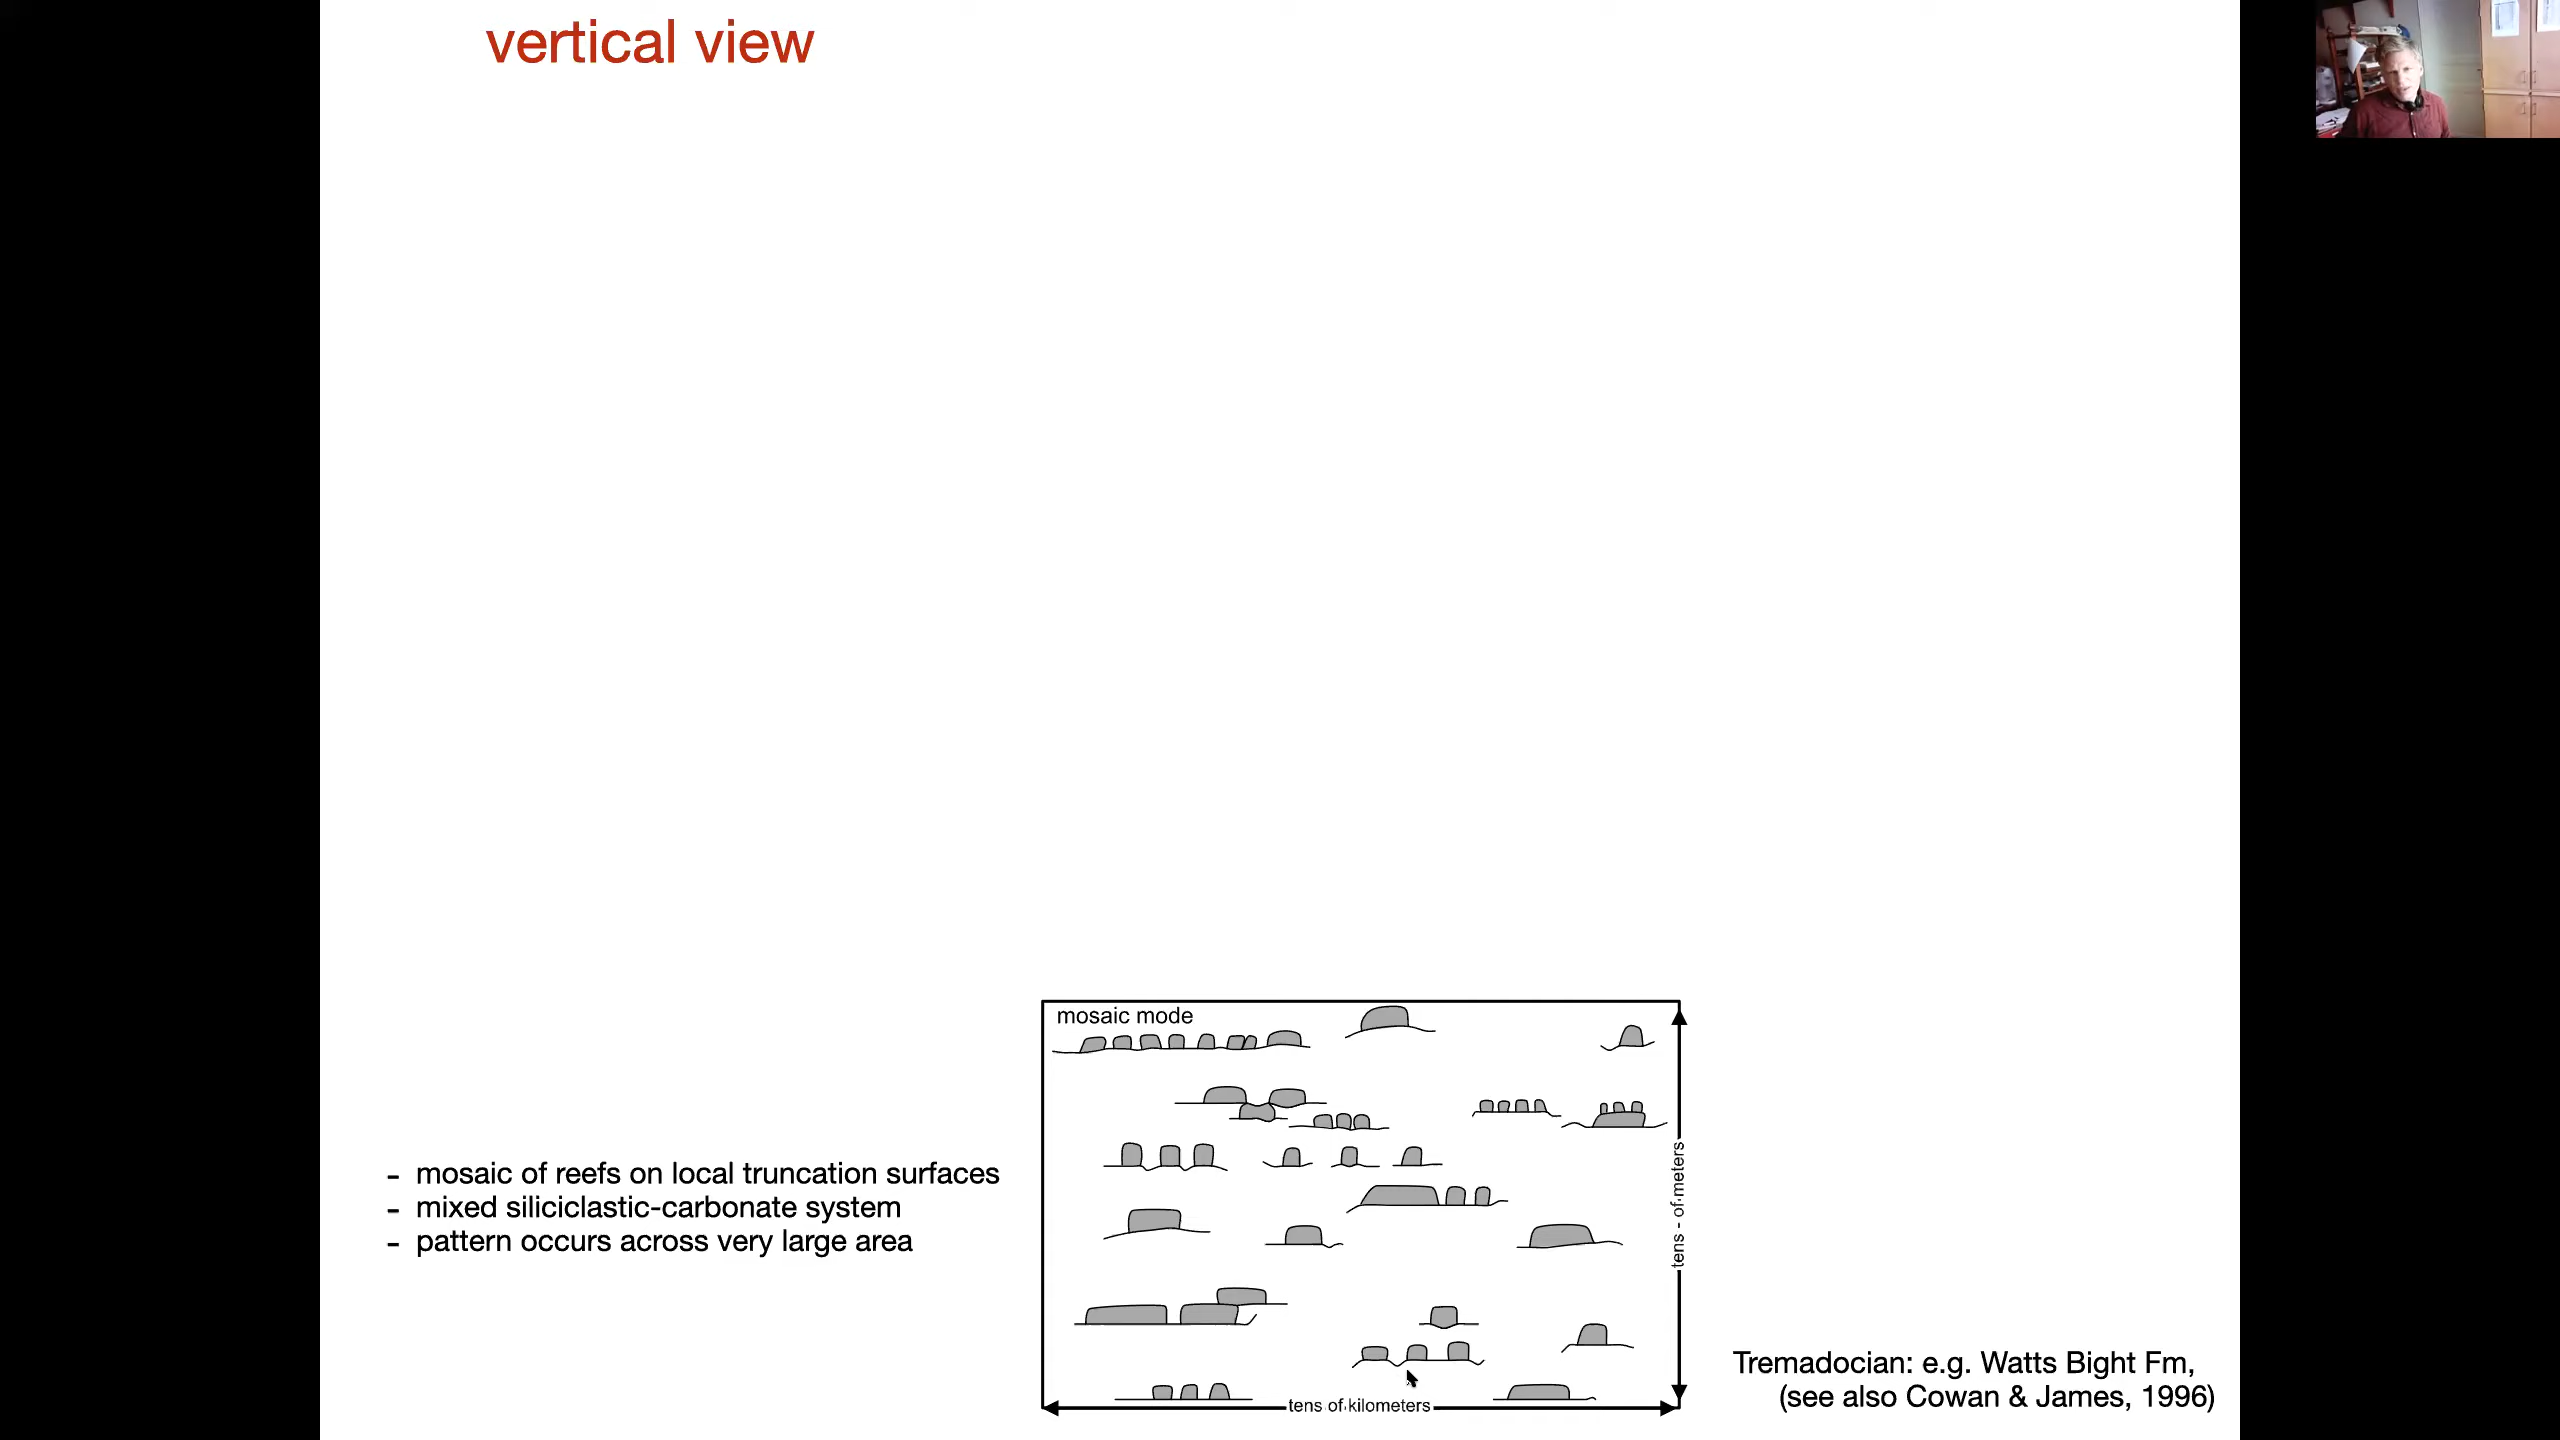 vertical view
mosaic mode
- mosaic of reefs on local truncation surfaces
- mixed siliciclastic-carbonate system
- pattern occurs across very large area
tens - of meters
tens of kilometers
Tremadocian: e.g. Watts Bight Fm,
(see also Cowan & James, 1996)